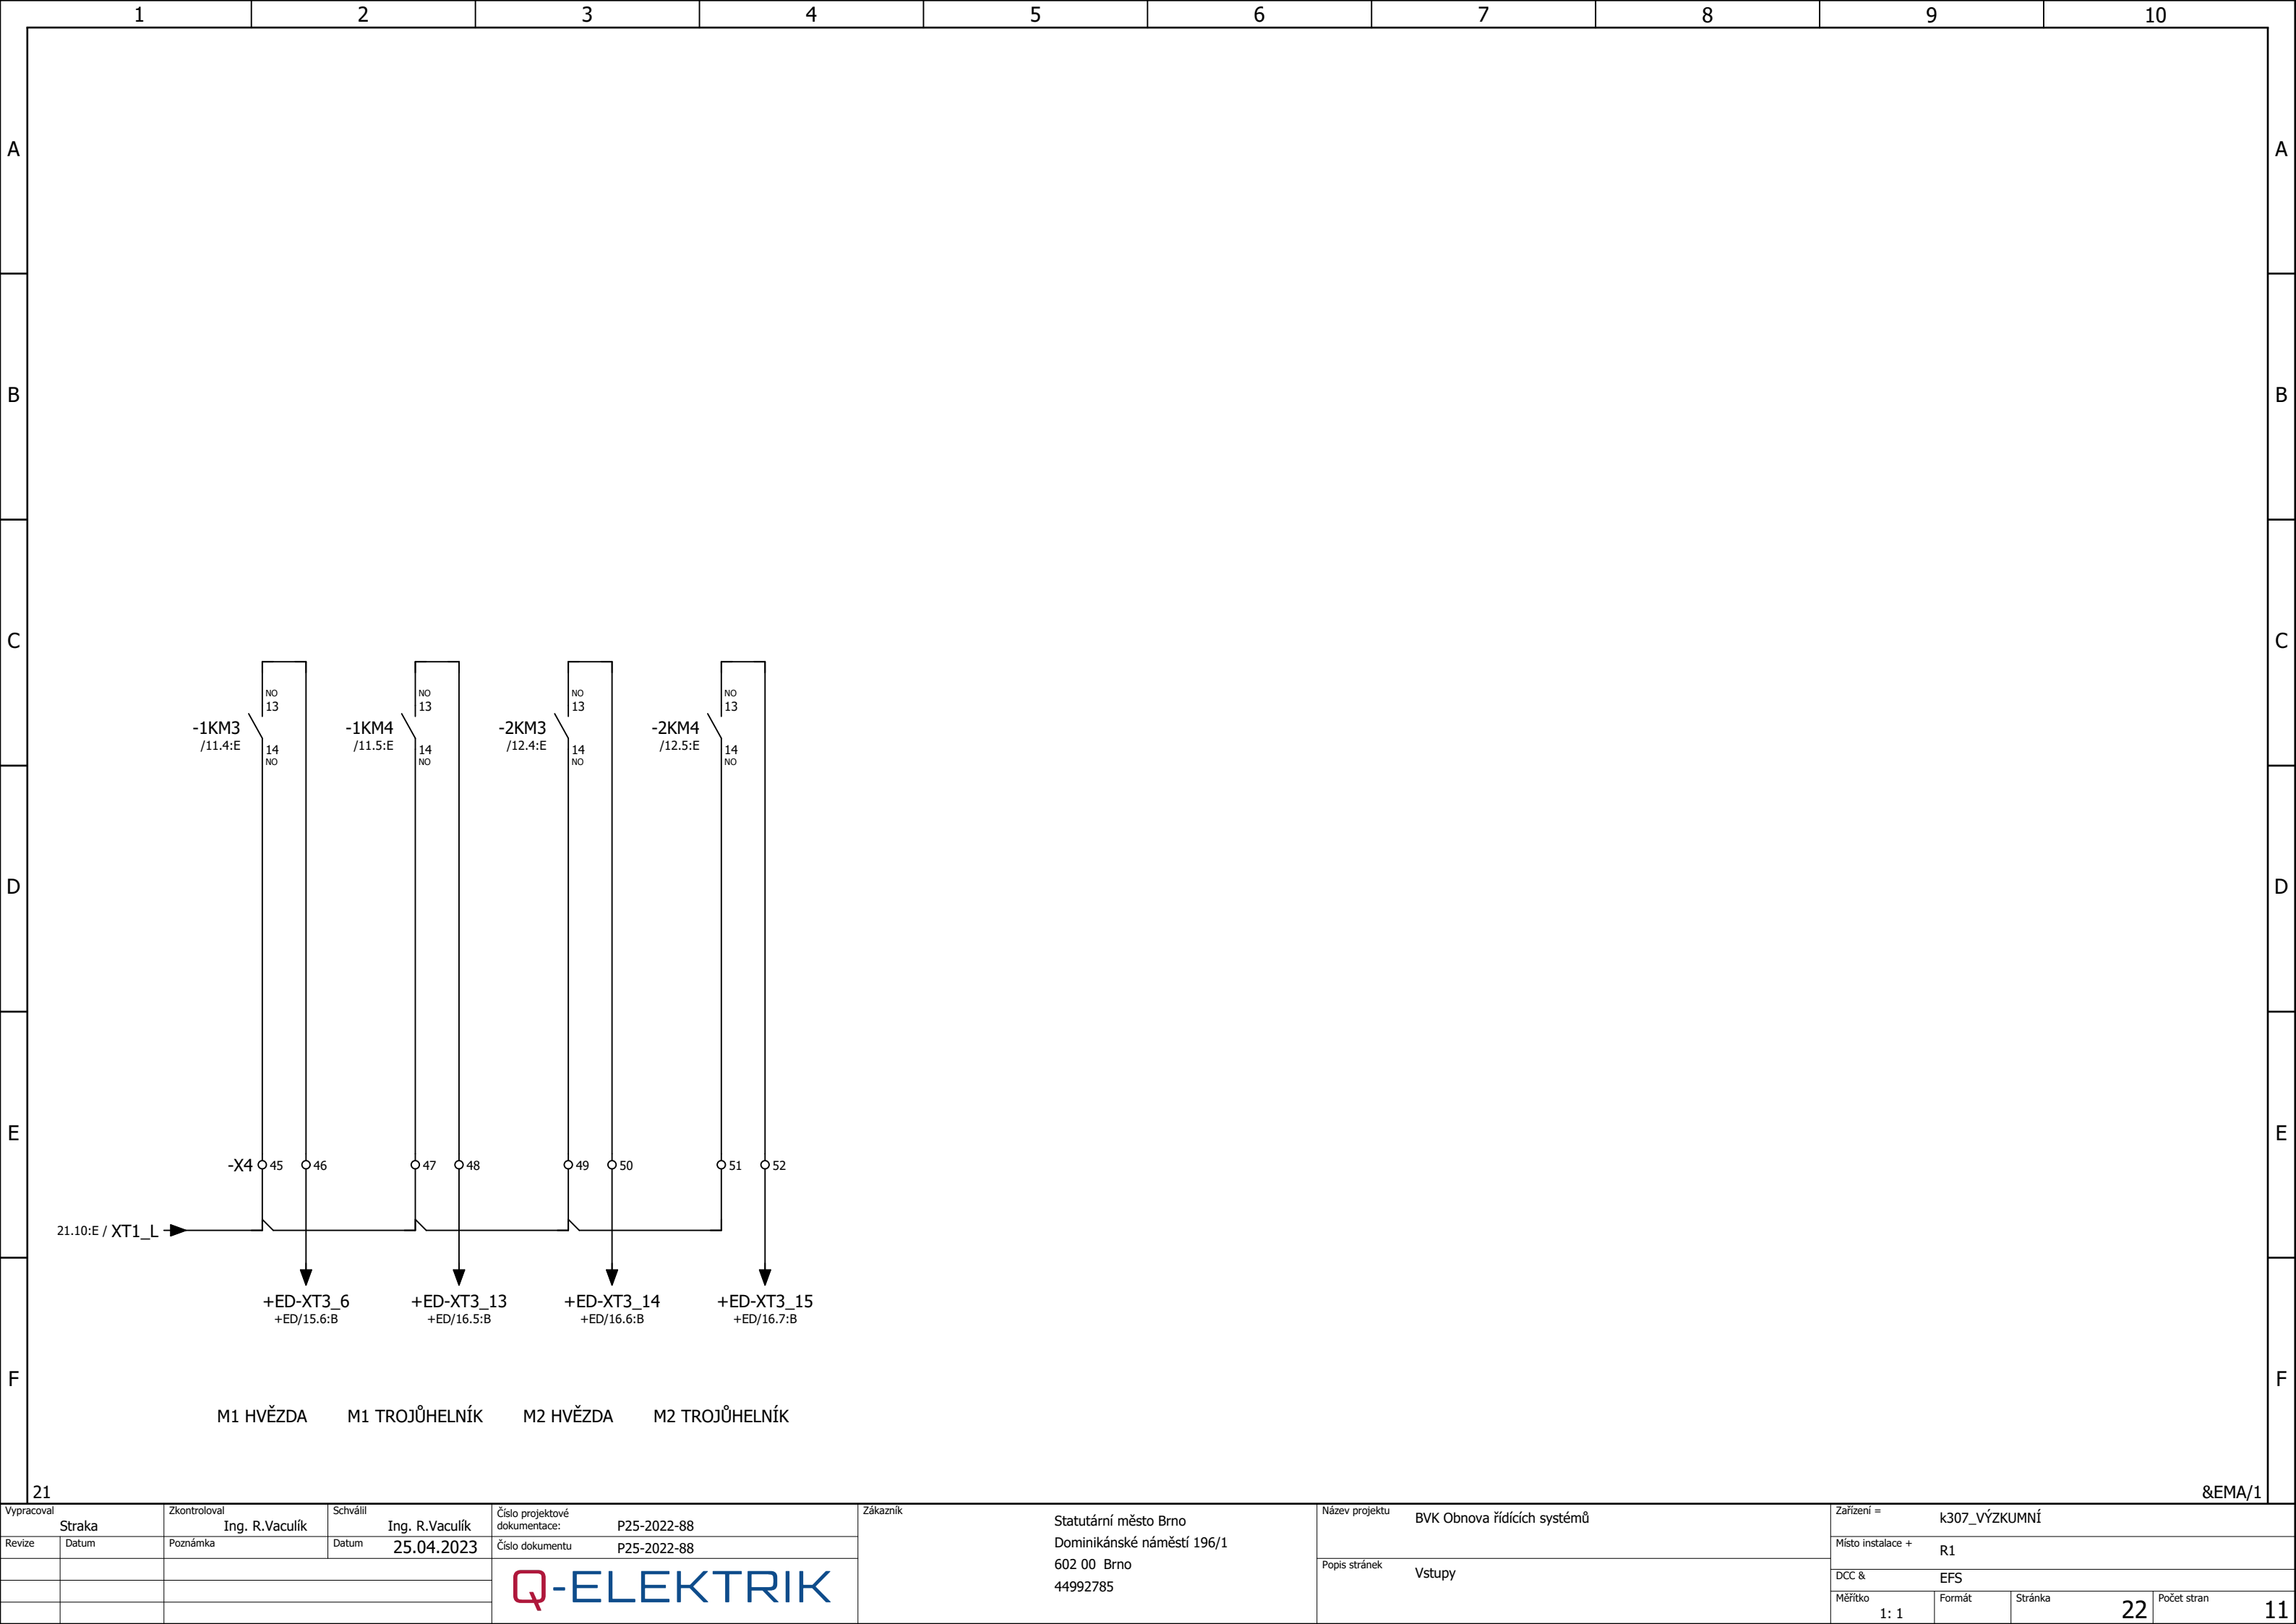 1 2 3 4 5 6 7 8 9 10
A A
B B
C C
NO NO NO NO
13 13 13 13
-1KM3 -1KM4 -2KM3 -2KM4
/11.4:E /11.5:E /12.4:E /12.5:E
14 14 14 14
NO NO NO NO
D D
E E
-X4 45 46 47 48 49 50 51 52
21.10:E / XT1_L
+ED-XT3_6 +ED-XT3_13 +ED-XT3_14 +ED-XT3_15
+ED/15.6:B +ED/16.5:B +ED/16.6:B +ED/16.7:B
F F
M1 HVĚZDA M1 TROJŮHELNÍK M2 HVĚZDA M2 TROJŮHELNÍK
21 &EMA/1
Vypracoval Straka
Zkontroloval Ing. R.Vaculík
Schválil Ing. R.Vaculík
Revize Datum Poznámka Datum 25.04.2023
Číslo projektové
dokumentace: P25-2022-88
Číslo dokumentu P25-2022-88
Q-ELEKTRIK
Zákazník
Statutární město Brno
Dominikánské náměstí 196/1
602 00 Brno
44992785
Název projektu BVK Obnova řídících systémů
Popis stránek Vstupy
Zařízení = k307_VÝZKUMNÍ
Místo instalace + R1
DCC & EFS
Měřítko 1: 1
Formát
Stránka 22
Počet stran 11